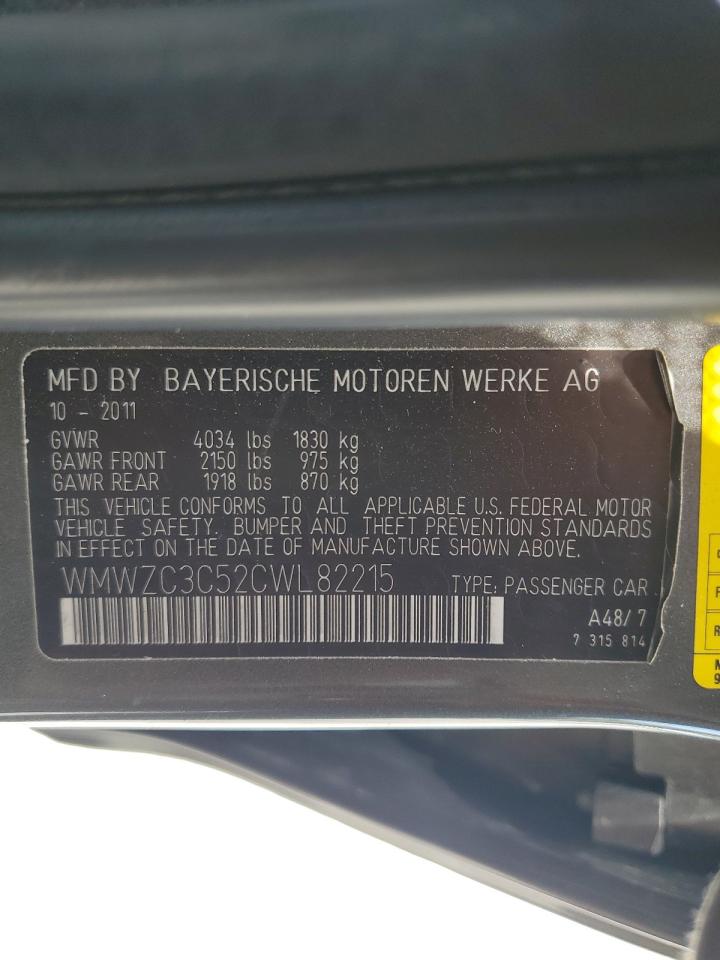 MFD BY BAYERISCHE MOTOREN WERKE AG
10 - 2011
GVWR 4034 lbs 1830 kg
GAWR FRONT 2150 lbs 975 kg
GAWR REAR 1918 lbs 870 kg
THIS VEHICLE CONFORMS TO ALL APPLICABLE U.S. FEDERAL MOTOR
VEHICLE SAFETY, BUMPER AND THEFT PREVENTION STANDARDS
IN EFFECT ON THE DATE OF MANUFACTURE SHOWN ABOVE.
WMWZC3C52CWL82215 TYPE: PASSENGER CAR
A48/ 7
7 315 814